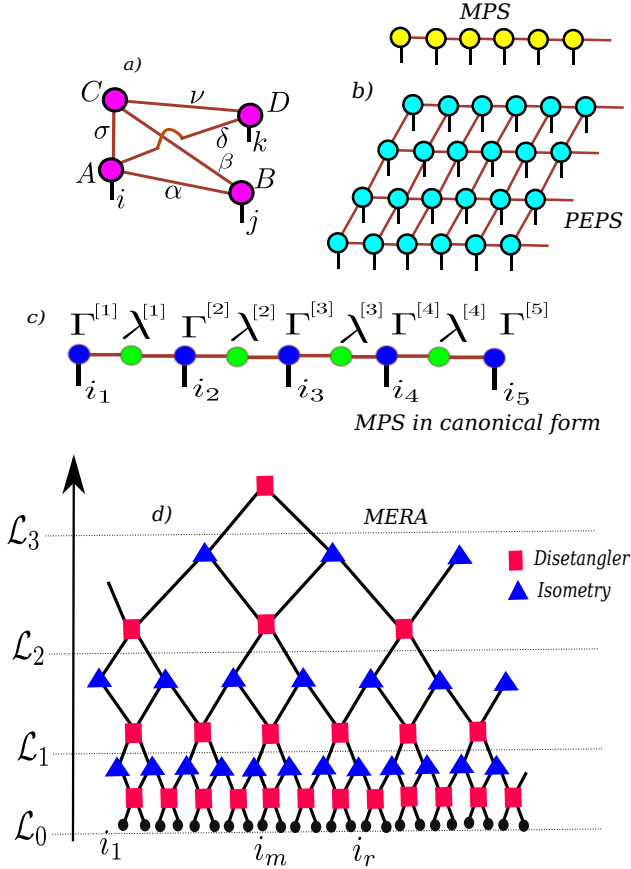 MPS
a)
b)
C ν D
σ δ k
A β B
i α j
PEPS
c) Γ[1] λ[1] Γ[2] λ[2] Γ[3] λ[3] Γ[4] λ[4] Γ[5]
i1 i2 i3 i4 i5
MPS in canonical form
d) MERA
ℒ3
Disetangler
Isometry
ℒ2
ℒ1
ℒ0
i1 im ir